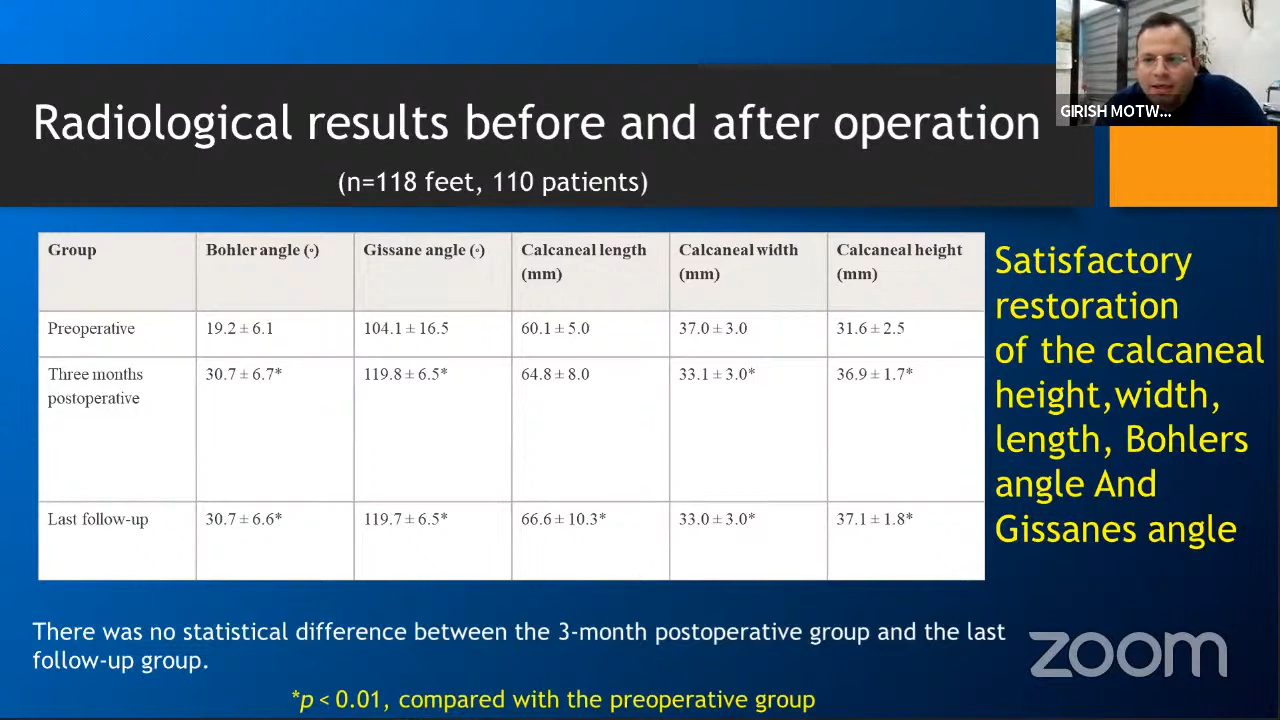 GIRISH MOTW...
Radiological results before and after operation
(n=118 feet, 110 patients)
Group Bohler angle (◦) Gissane angle (◦) Calcaneal length (mm) Calcaneal width (mm) Calcaneal height (mm)
Preoperative 19.2 ± 6.1 104.1 ± 16.5 60.1 ± 5.0 37.0 ± 3.0 31.6 ± 2.5
Three months postoperative 30.7 ± 6.7* 119.8 ± 6.5* 64.8 ± 8.0 33.1 ± 3.0* 36.9 ± 1.7*
Last follow-up 30.7 ± 6.6* 119.7 ± 6.5* 66.6 ± 10.3* 33.0 ± 3.0* 37.1 ± 1.8*
Satisfactory
restoration
of the calcaneal
height,width,
length, Bohlers
angle And
Gissanes angle
There was no statistical difference between the 3-month postoperative group and the last
follow-up group.
*p < 0.01, compared with the preoperative group
zoom